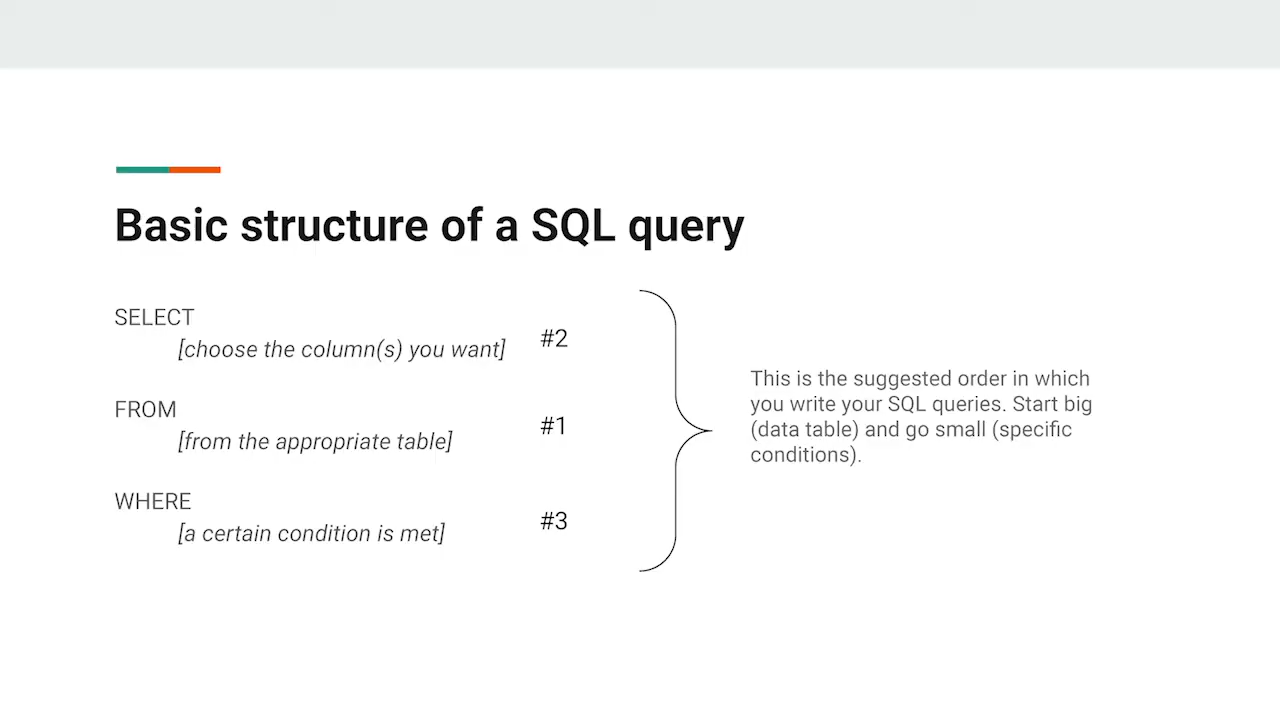 Basic structure of a SQL query
SELECT
[choose the column(s) you want]
#2
FROM
[from the appropriate table]
#1
WHERE
[a certain condition is met]
#3
This is the suggested order in which
you write your SQL queries. Start big
(data table) and go small (specific
conditions).